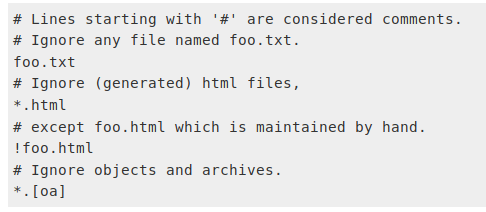 # Lines starting with '#' are considered comments.
# Ignore any file named foo.txt.
foo.txt
# Ignore (generated) html files,
*.html
# except foo.html which is maintained by hand.
!foo.html
# Ignore objects and archives.
*.[oa]